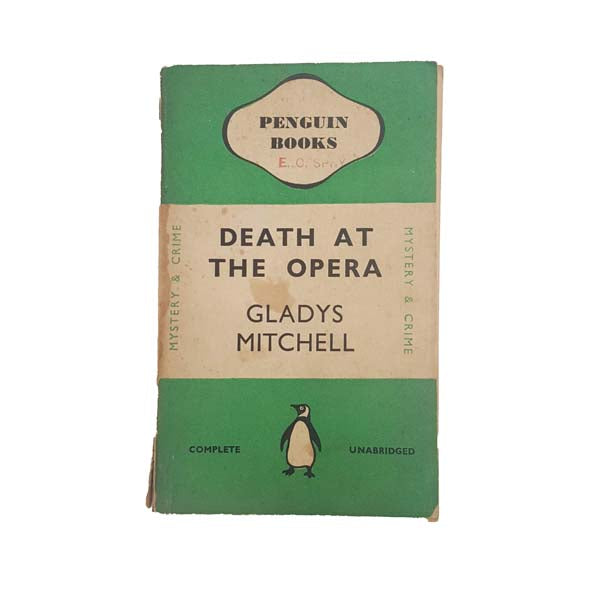 PENGUIN
BOOKS
E. C.
DEATH AT
THE OPERA
GLADYS
MITCHELL
MYSTERY & CRIME
MYSTERY & CRIME
COMPLETE
UNABRIDGED